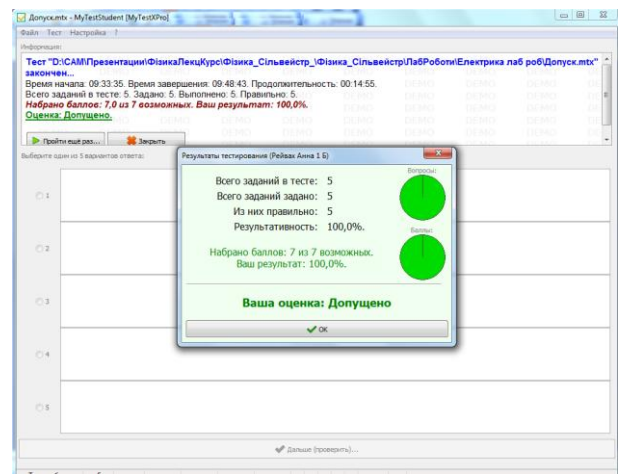 Допуск.mtx - MyTestStudent [MyTestXPro]
Файл Тест Настройка ?
Информация:
Тест "D:\САМ\Презентации\ФізикаЛекцКурс\Фізика_Сільвейстр_\Фізика_Сільвейстр\ЛабРоботи\Електрика лаб роб\Допуск.mtx"
закончен...
Время начала: 09:33:35. Время завершения: 09:48:43. Продолжительность: 00:14:55.
Всего заданий в тесте: 5. Задано: 5. Выполнено: 5. Правильно: 5.
Набрано баллов: 7,0 из 7 возможных. Ваш результат: 100,0%.
Оценка: Допущено.
Пройти ещё раз... Закрыть
Выберите один из 5 вариантов ответа:
Результаты тестирования (Рейвах Анна 1 Б)
Всего заданий в тесте: 5
Всего заданий задано: 5
Из них правильно: 5
Результативность: 100,0%.
Вопросы:
Баллы:
Набрано баллов: 7 из 7 возможных.
Ваш результат: 100,0%.
Ваша оценка: Допущено
ОК
1
2
3
4
5
Дальше (проверить)...